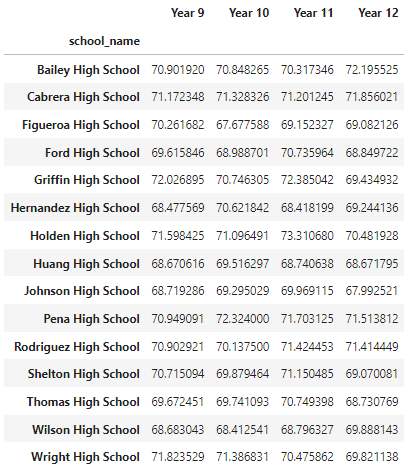 Year 9 Year 10 Year 11 Year 12
school_name
Bailey High School 70.901920 70.848265 70.317346 72.195525
Cabrera High School 71.172348 71.328326 71.201245 71.856021
Figueroa High School 70.261682 67.677588 69.152327 69.082126
Ford High School 69.615846 68.988701 70.735964 68.849722
Griffin High School 72.026895 70.746305 72.385042 69.434932
Hernandez High School 68.477569 70.621842 68.418199 69.244136
Holden High School 71.598425 71.096491 73.310680 70.481928
Huang High School 68.670616 69.516297 68.740638 68.671795
Johnson High School 68.719286 69.295029 69.969115 67.992521
Pena High School 70.949091 72.324000 71.703125 71.513812
Rodriguez High School 70.902921 70.137500 71.424453 71.414449
Shelton High School 70.715094 69.879464 71.150485 69.070081
Thomas High School 69.672451 69.741093 70.749398 68.730769
Wilson High School 68.683043 68.412541 68.796327 69.888143
Wright High School 71.823529 71.386831 70.475862 69.821138